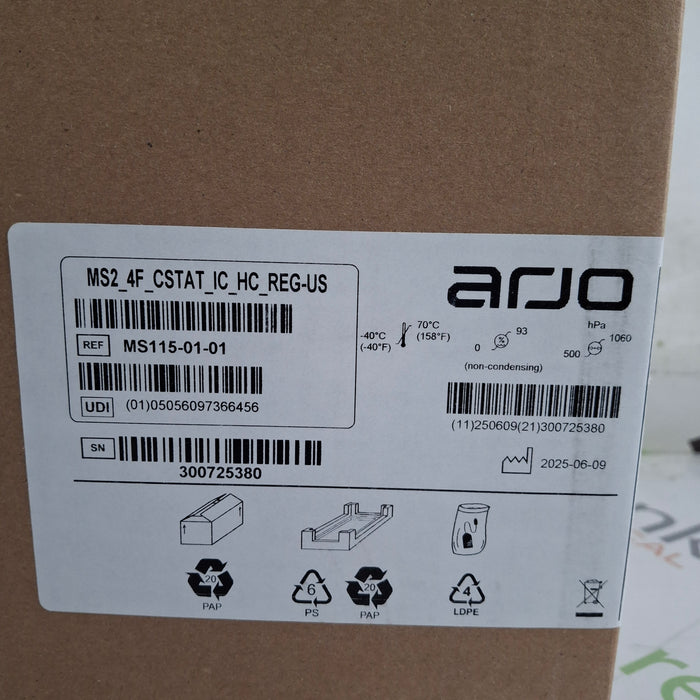 MS2_4F_CSTAT_IC_HC_REG-US
REF MS115-01-01
UDI (01)05056097366456
SN
300725380
arjo
-40°C
(-40°F)
70°C
(158°F)
0 % 93
(non-condensing)
hPa
500 1060
(11)250609(21)300725380
2025-06-09
20
PAP
6
PS
20
PAP
4
LDPE